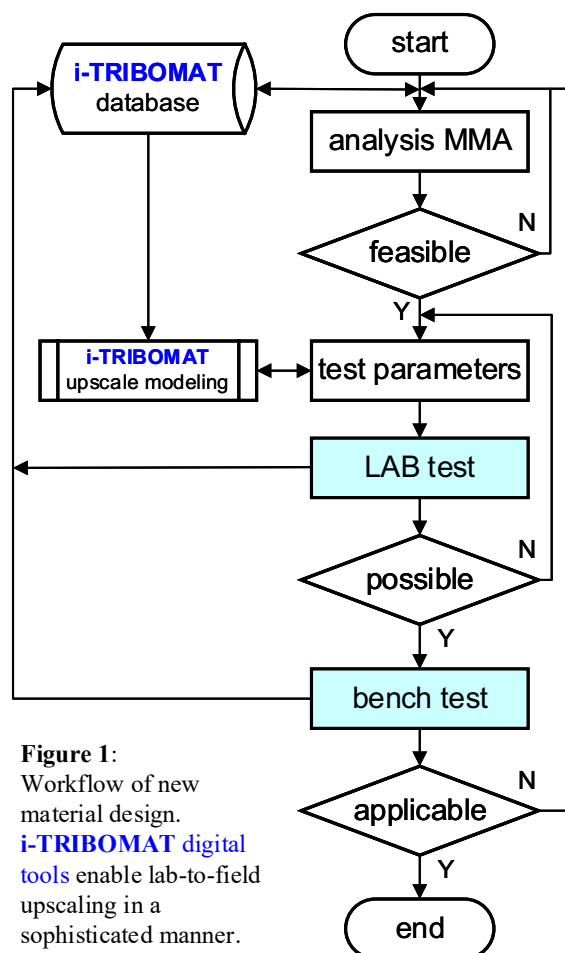 start
i-TRIBOMAT
database
analysis MMA
N
feasible
Y
i-TRIBOMAT
upscale modeling
test parameters
LAB test
N
possible
Y
bench test
Figure 1:
Workflow of new
material design.
i-TRIBOMAT digital
tools enable lab-to-field
upscaling in a
sophisticated manner.
N
applicable
Y
end